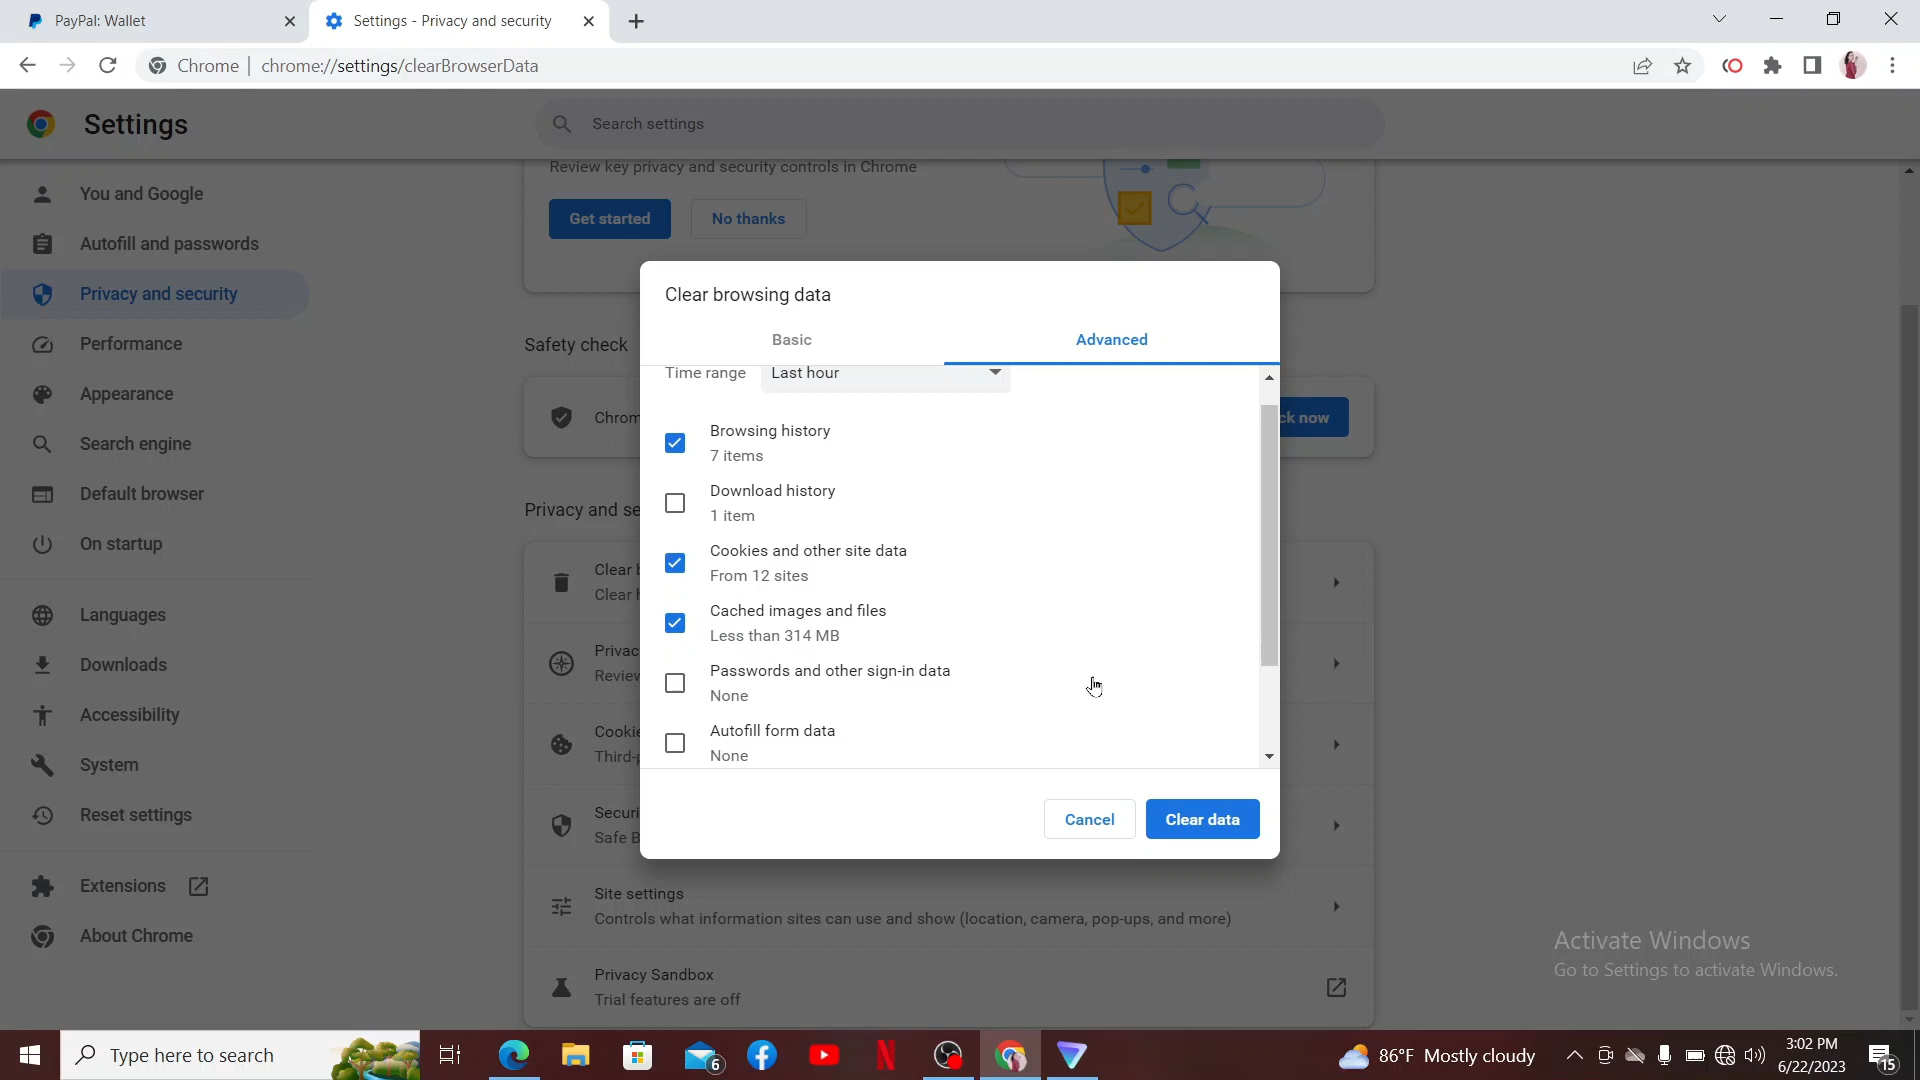 PayPal: Wallet
Settings - Privacy and security
Chrome
chrome://settings/clearBrowserData
Settings
Search settings
You and Google
Autofill and passwords
Privacy and security
Performance
Appearance
Search engine
Default browser
On startup
Languages
Downloads
Accessibility
System
Reset settings
Extensions
About Chrome
Review key privacy and security controls in Chrome
Get started
No thanks
Safety check
Chrom
ck now
Privacy and se
Clear b
Clear h
Privac
Review
Cookie
Third-p
Securi
Safe B
Site settings
Controls what information sites can use and show (location, camera, pop-ups, and more)
Privacy Sandbox
Trial features are off
Clear browsing data
Basic
Advanced
Time range
Last hour
Browsing history
7 items
Download history
1 item
Cookies and other site data
From 12 sites
Cached images and files
Less than 314 MB
Passwords and other sign-in data
None
Autofill form data
None
Cancel
Clear data
Activate Windows
Go to Settings to activate Windows.
Type here to search
6
86°F Mostly cloudy
3:02 PM
6/22/2023
15